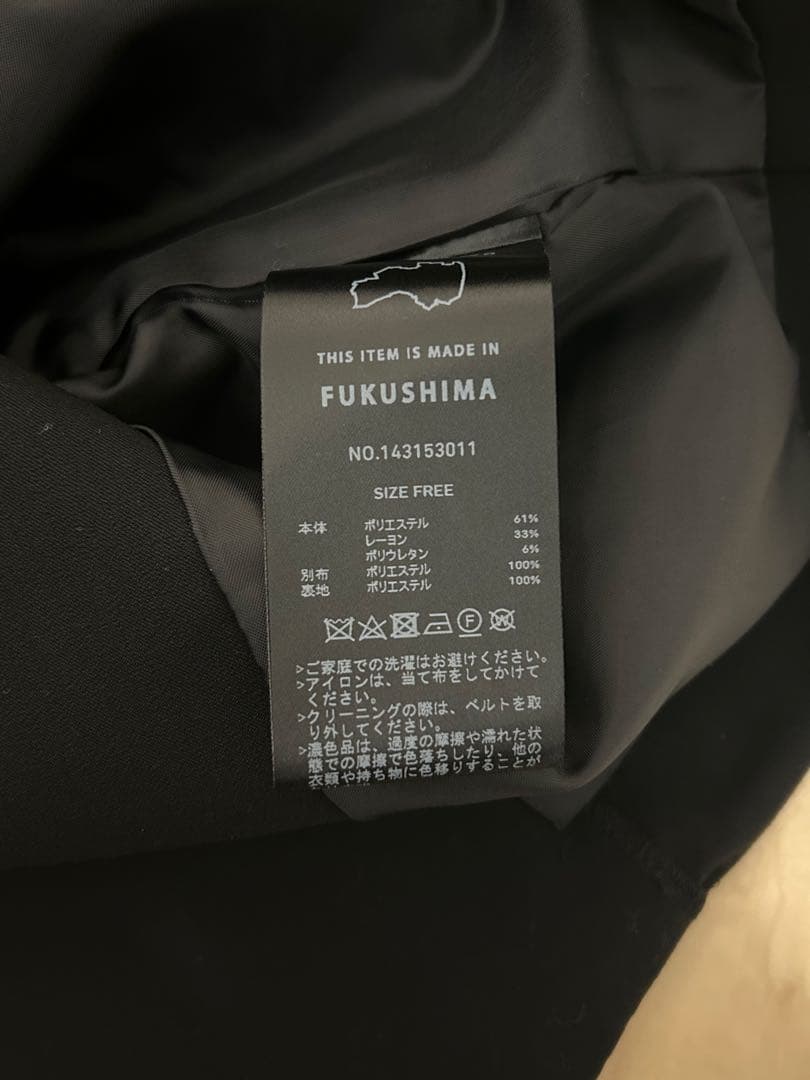 THIS ITEM IS MADE IN
FUKUSHIMA
NO.143153011
SIZE FREE
本体 ポリエステル 61%
レーヨン 33%
ポリウレタン 6%
別布 ポリエステル 100%
裏地 ポリエステル 100%
F W
>ご家庭での洗濯はお避けください。
>アイロンは、当て布をしてかけて
ください。
>クリーニングの際は、ベルトを取
り外してください。
>濃色品は、過度の摩擦や濡れた状
態での摩擦で色落ちしたり、他の
衣類や持ち物に色移りすることが